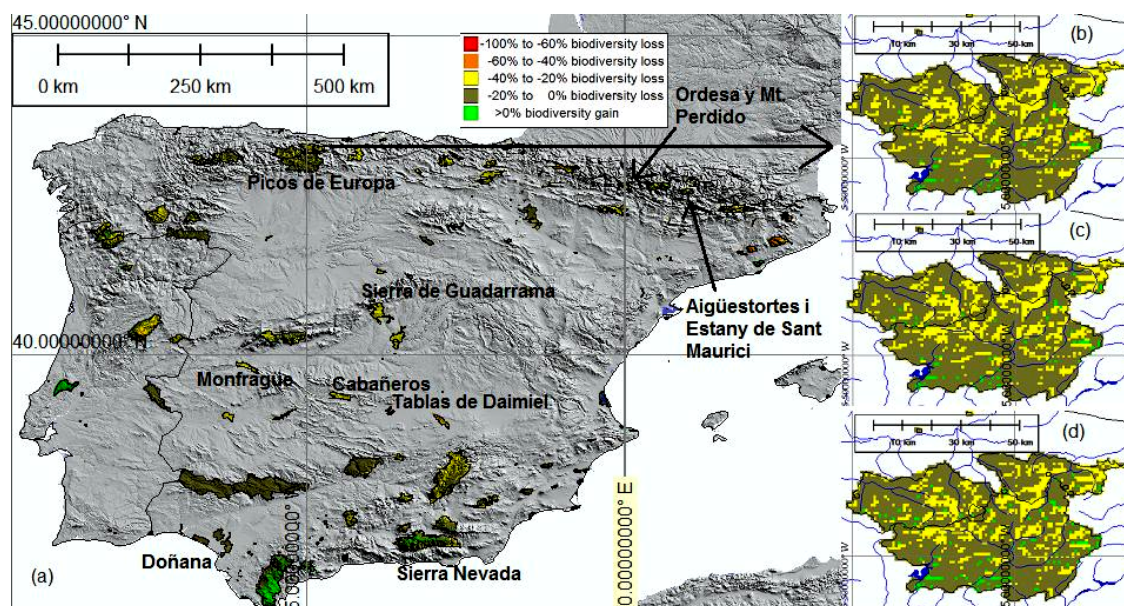 45.00000000° N
0 km
250 km
500 km
-100% to -60% biodiversity loss
-60% to -40% biodiversity loss
-40% to -20% biodiversity loss
-20% to 0% biodiversity loss
>0% biodiversity gain
Ordesa y Mt.
Perdido
Picos de Europa
Sierra de Guadarrama
Aigüestortes i
Estany de Sant
Maurici
40.00000000° N
Monfragüe
Cabañeros
Tablas de Daimiel
Doñana
Sierra Nevada
(a)
10 km
30 km
50 km
(b)
10 km
30 km
50 km
(c)
10 km
30 km
50 km
(d)